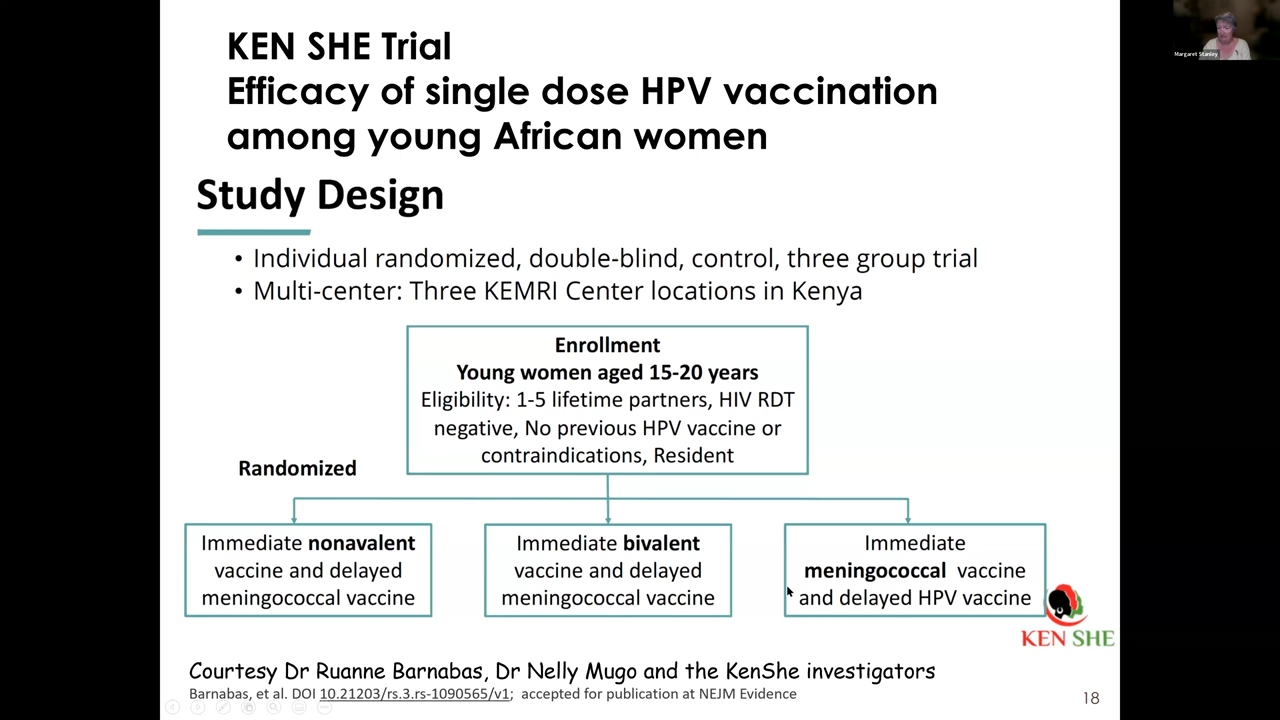 KEN SHE Trial
Efficacy of single dose HPV vaccination
among young African women
Margaret Stanley
Study Design
• Individual randomized, double-blind, control, three group trial
• Multi-center: Three KEMRI Center locations in Kenya
Enrollment
Young women aged 15-20 years
Eligibility: 1-5 lifetime partners, HIV RDT
negative, No previous HPV vaccine or
contraindications, Resident
Randomized
Immediate nonavalent
vaccine and delayed
meningococcal vaccine
Immediate bivalent
vaccine and delayed
meningococcal vaccine
Immediate
meningococcal vaccine
and delayed HPV vaccine
KEN SHE
Courtesy Dr Ruanne Barnabas, Dr Nelly Mugo and the KenShe investigators
Barnabas, et al. DOI 10.21203/rs.3.rs-1090565/v1; accepted for publication at NEJM Evidence
18